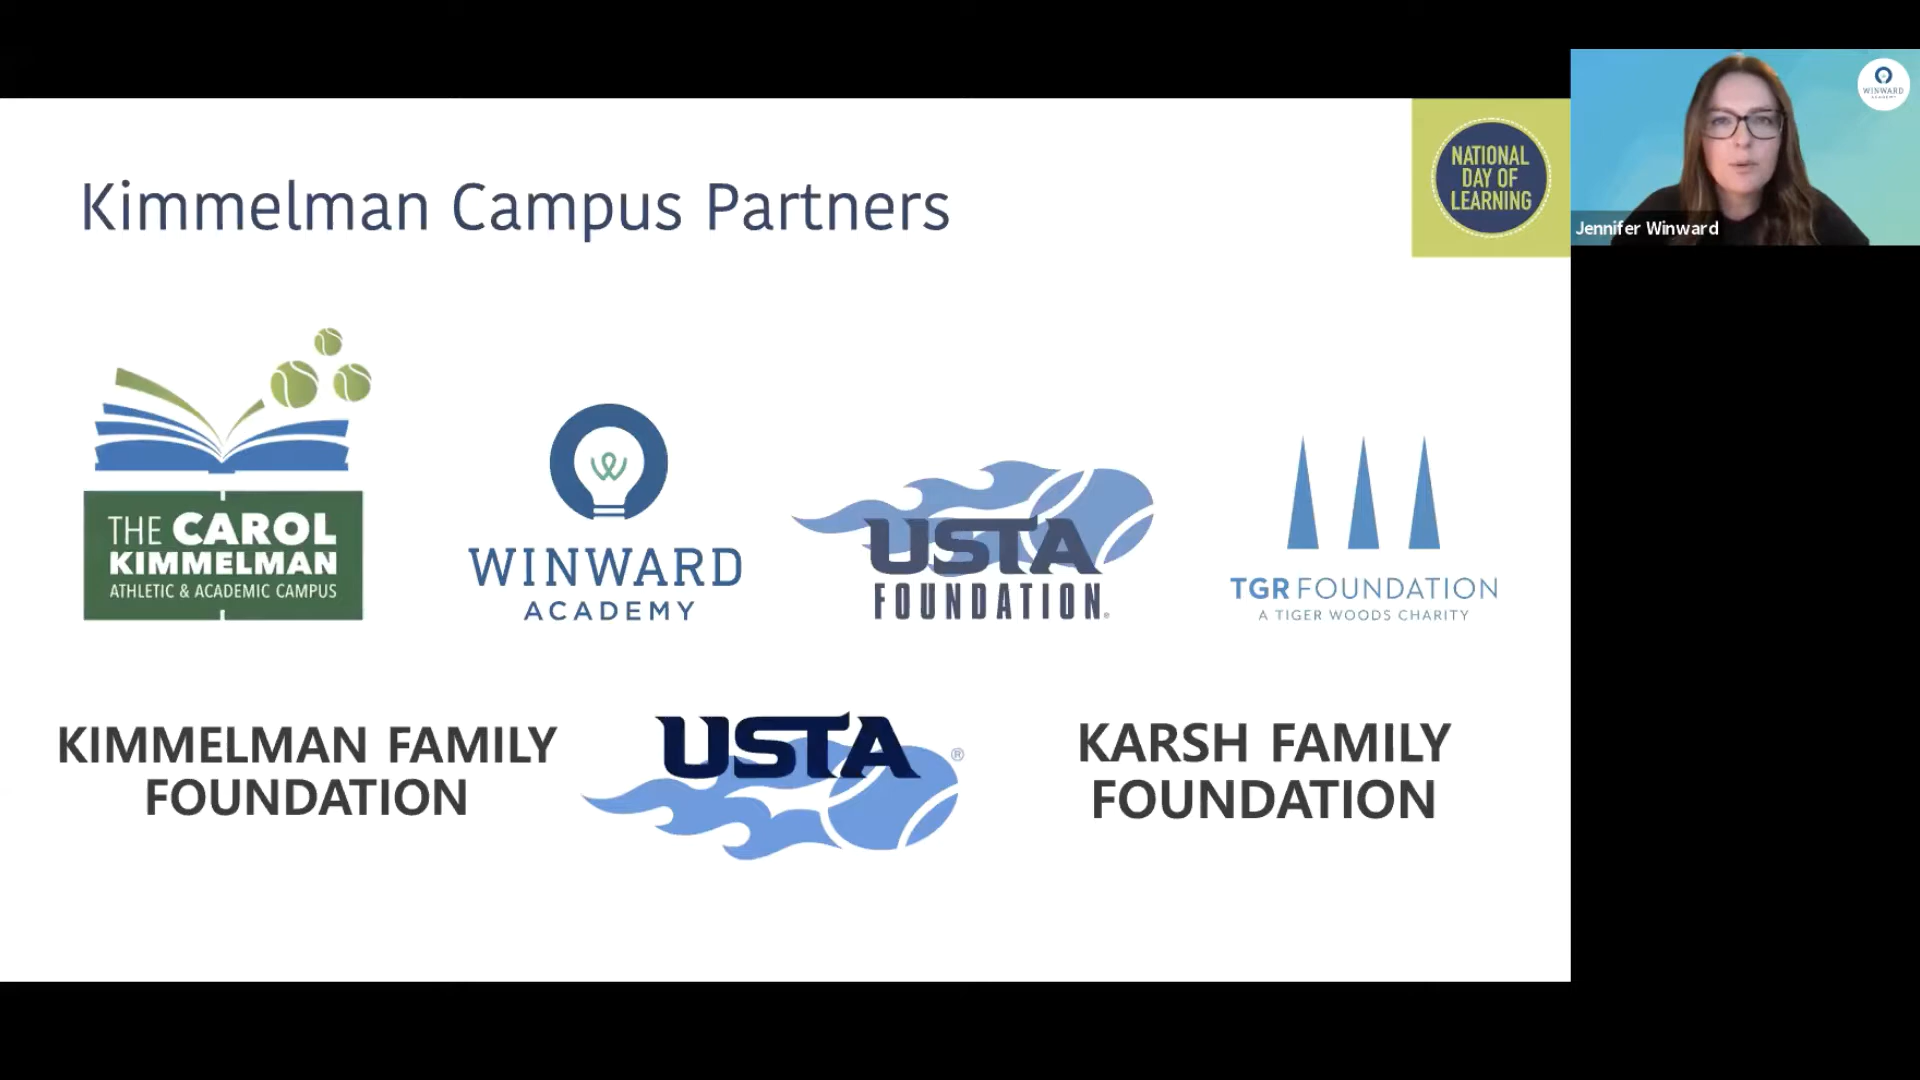 Kimmelman Campus Partners
NATIONAL
DAY OF
LEARNING
WINWARD
ACADEMY
Jennifer Winward
THE CAROL
KIMMELMAN
ATHLETIC & ACADEMIC CAMPUS
W
WINWARD
ACADEMY
USTA
FOUNDATION®
TGR FOUNDATION
A TIGER WOODS CHARITY
KIMMELMAN FAMILY
FOUNDATION
USTA®
KARSH FAMILY
FOUNDATION